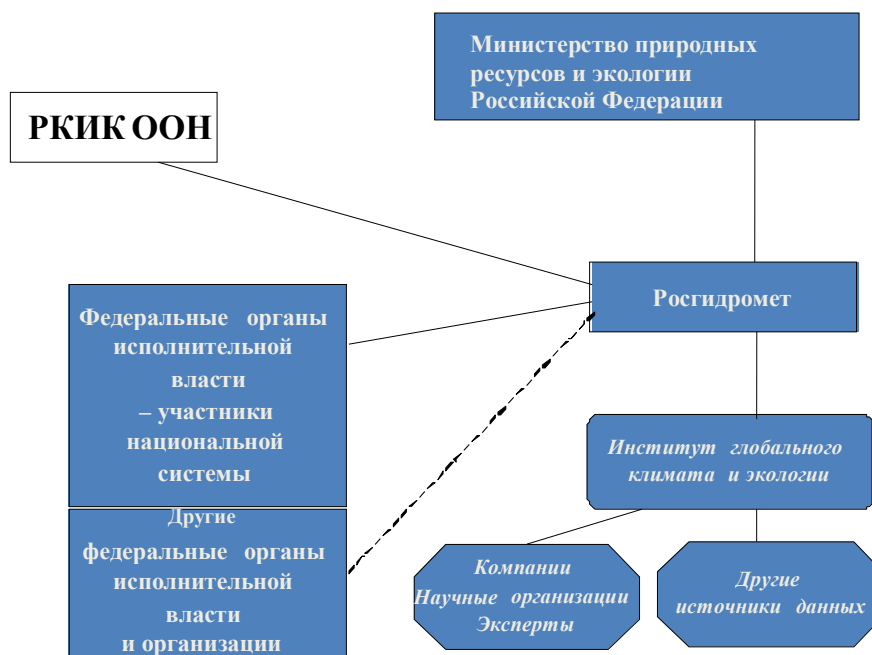 Министерство природных
ресурсов и экологии
Российской Федерации
РКИК ООН
Росгидромет
Федеральные органы
исполнительной
власти
– участники
национальной
системы
Другие
федеральные органы
исполнительной
власти
и организации
Институт глобального
климата и экологии
Компании
Научные организации
Эксперты
Другие
источники данных